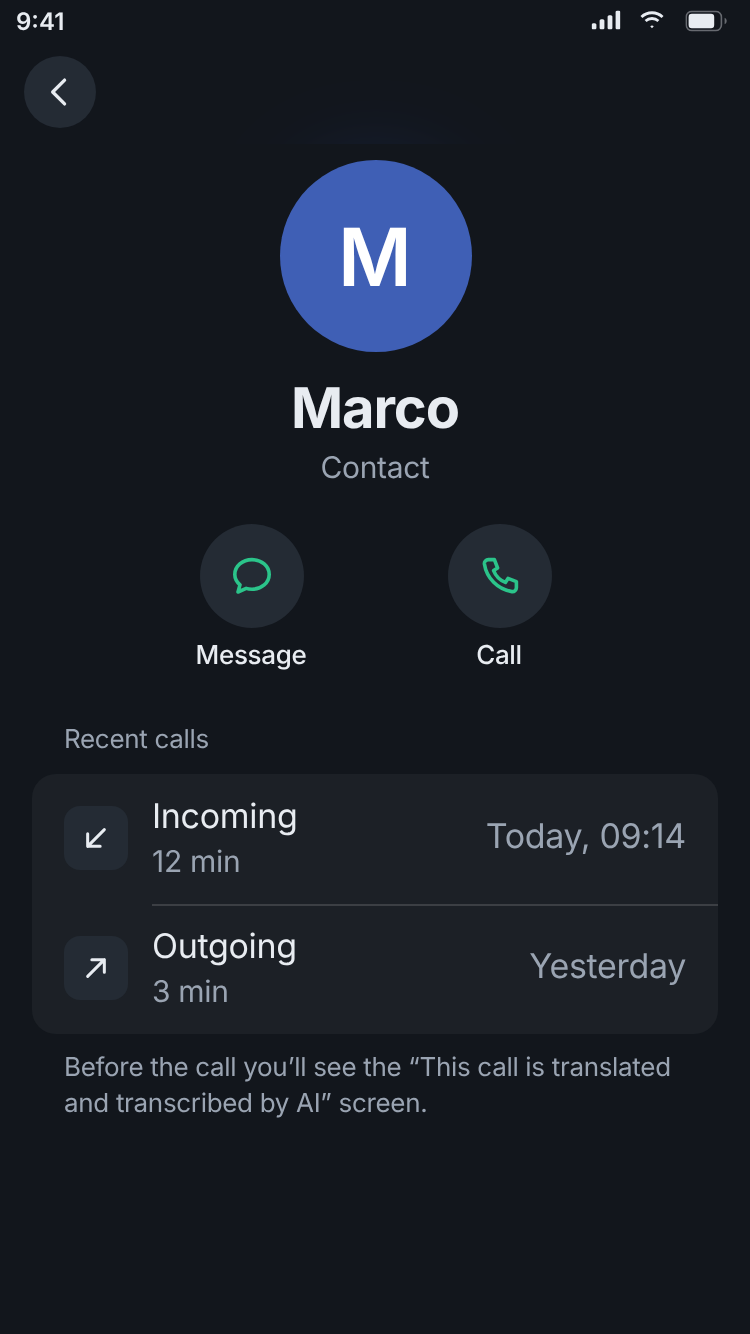 9:41
M
Marco
Contact
Message
Call
Recent calls
Incoming
12 min
Today, 09:14
Outgoing
3 min
Yesterday
Before the call you’ll see the “This call is translated
and transcribed by AI” screen.